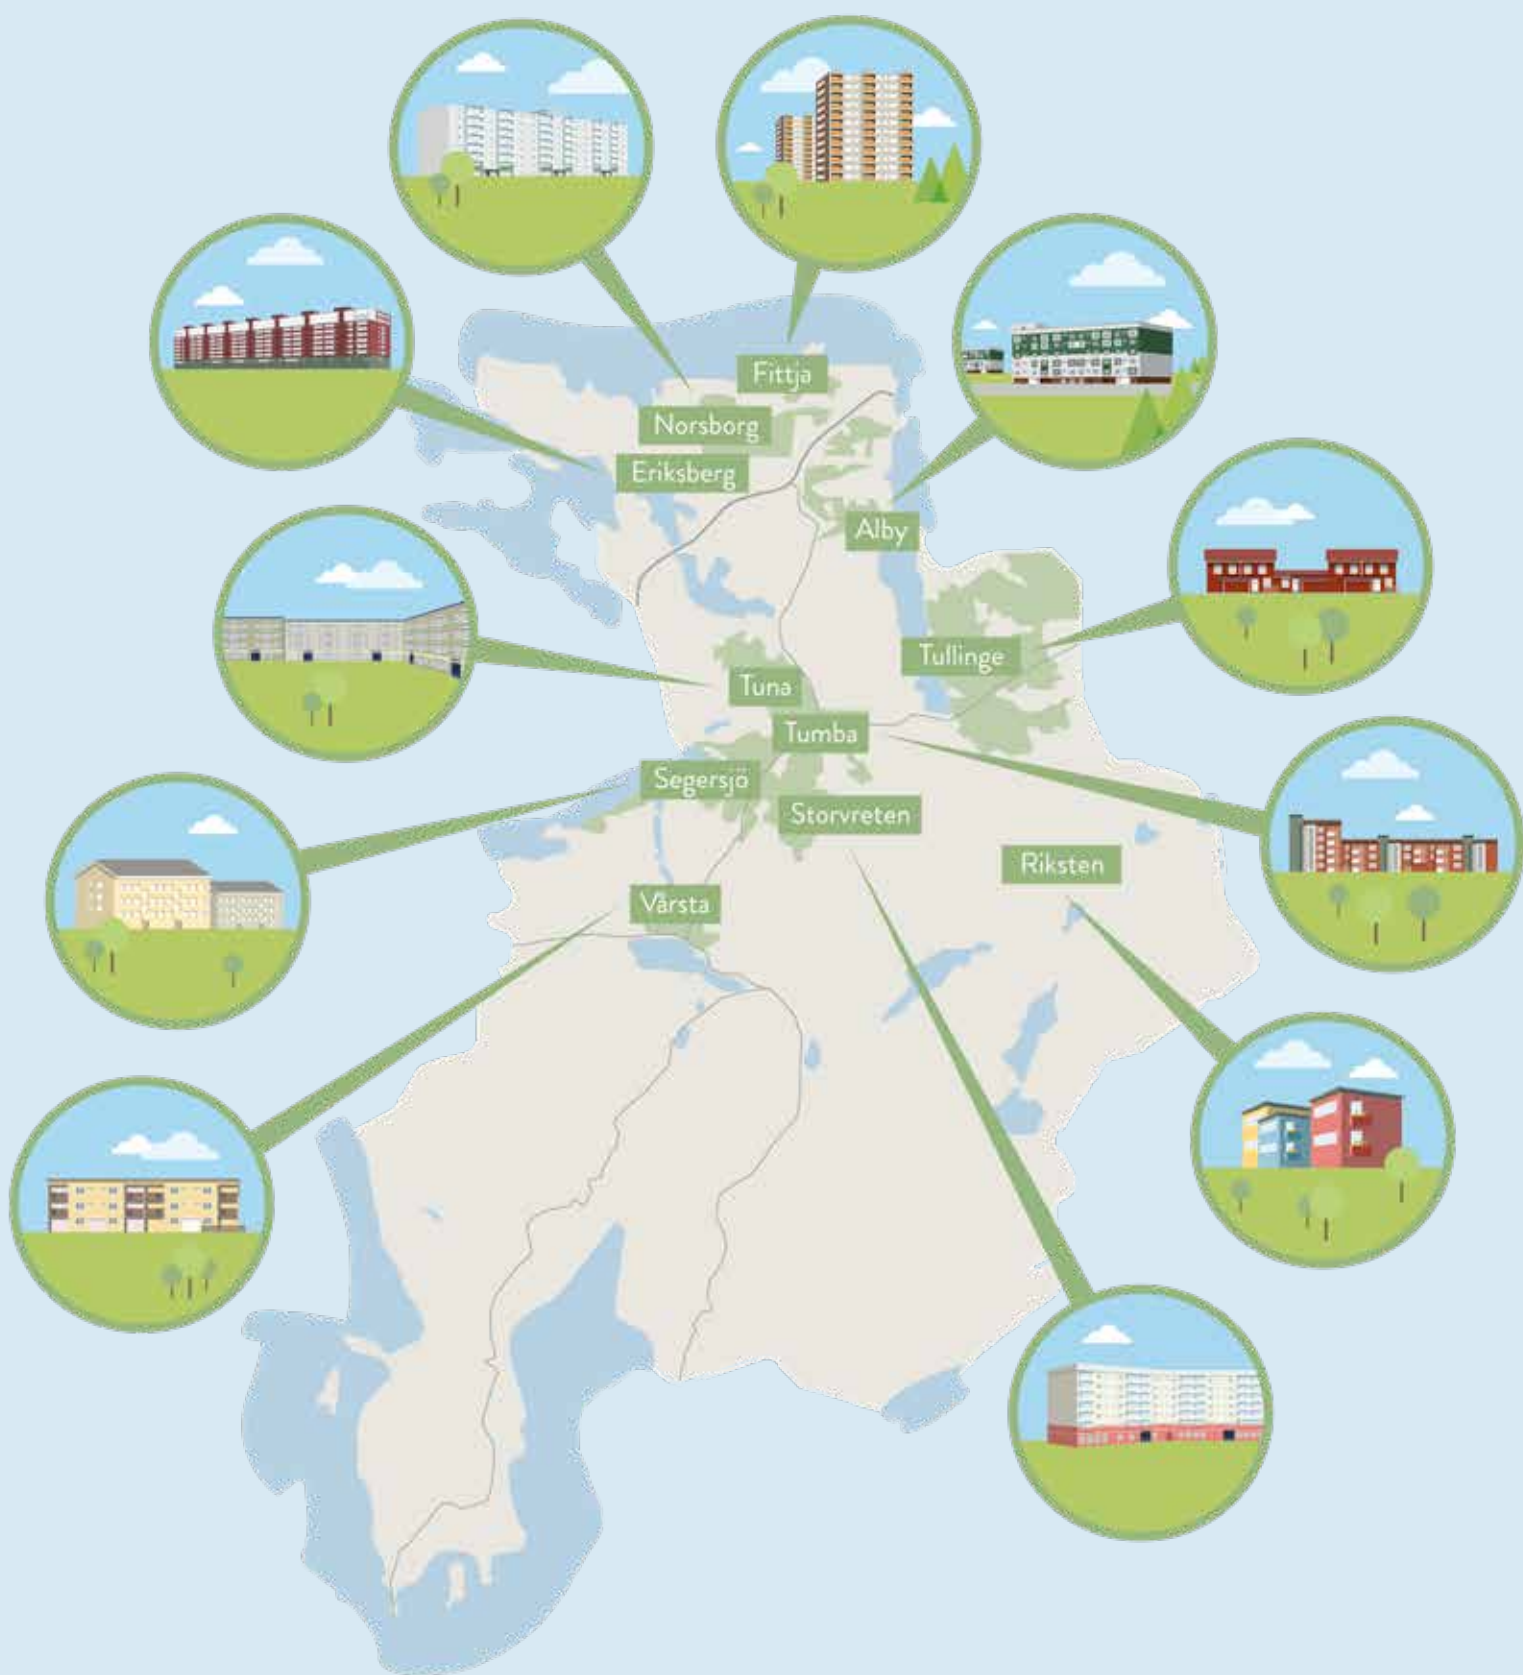 Fittja
Norsborg
Eriksberg
Alby
Tullinge
Tuna
Tumba
Segersjö
Storvreten
Riksten
Vårsta